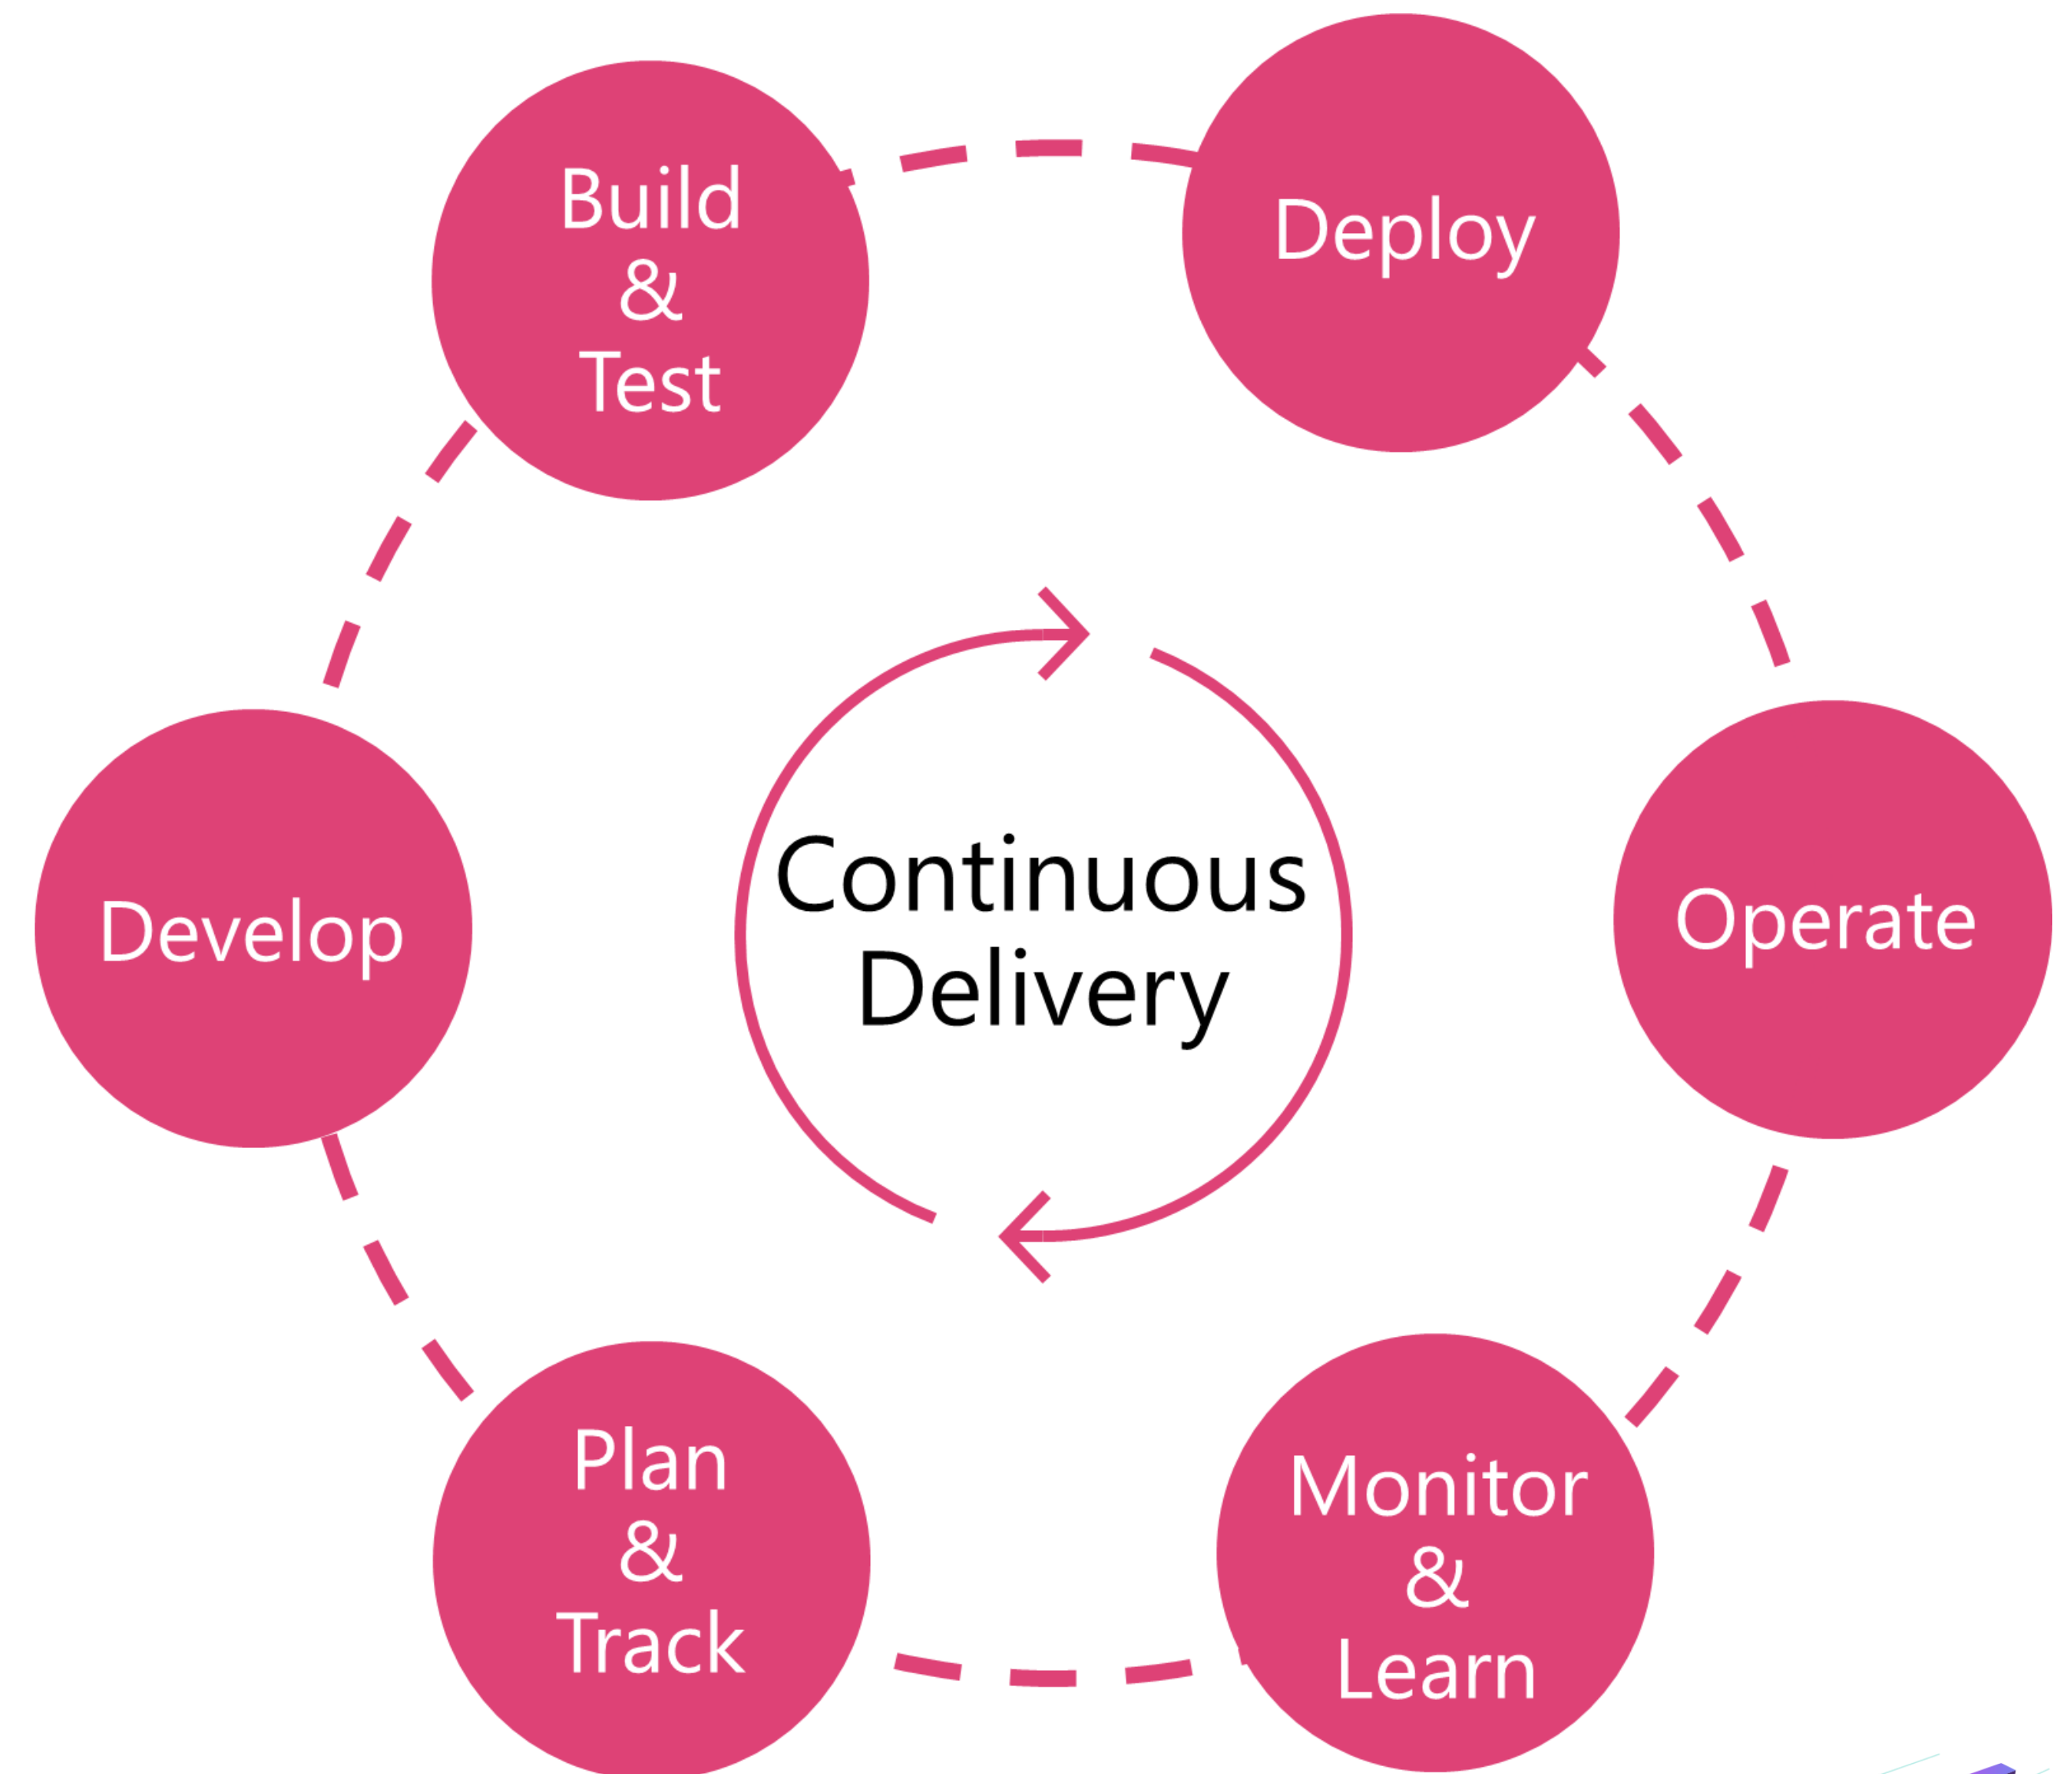 Build
&
Test
Deploy
Develop
Continuous
Delivery
Operate
Plan
&
Track
Monitor
&
Learn